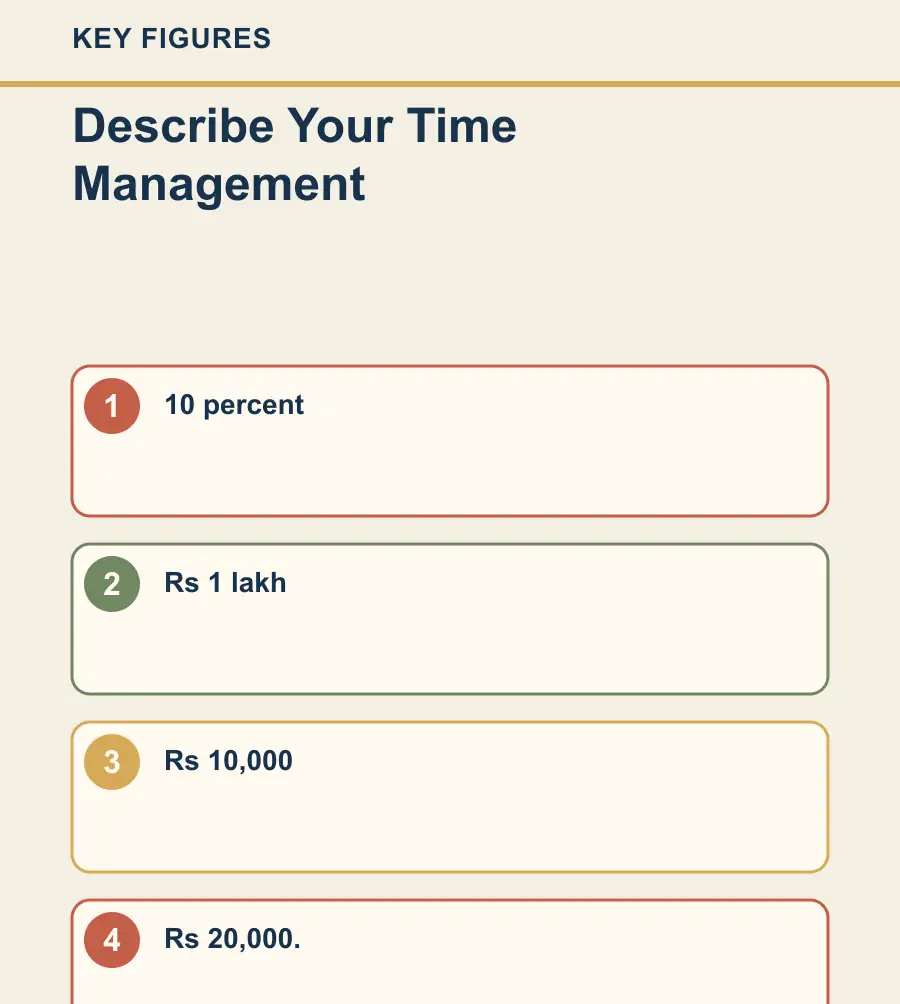 KEY FIGURES
Describe Your Time
Management
1 10 percent
2 Rs 1 lakh
3 Rs 10,000
4 Rs 20,000.